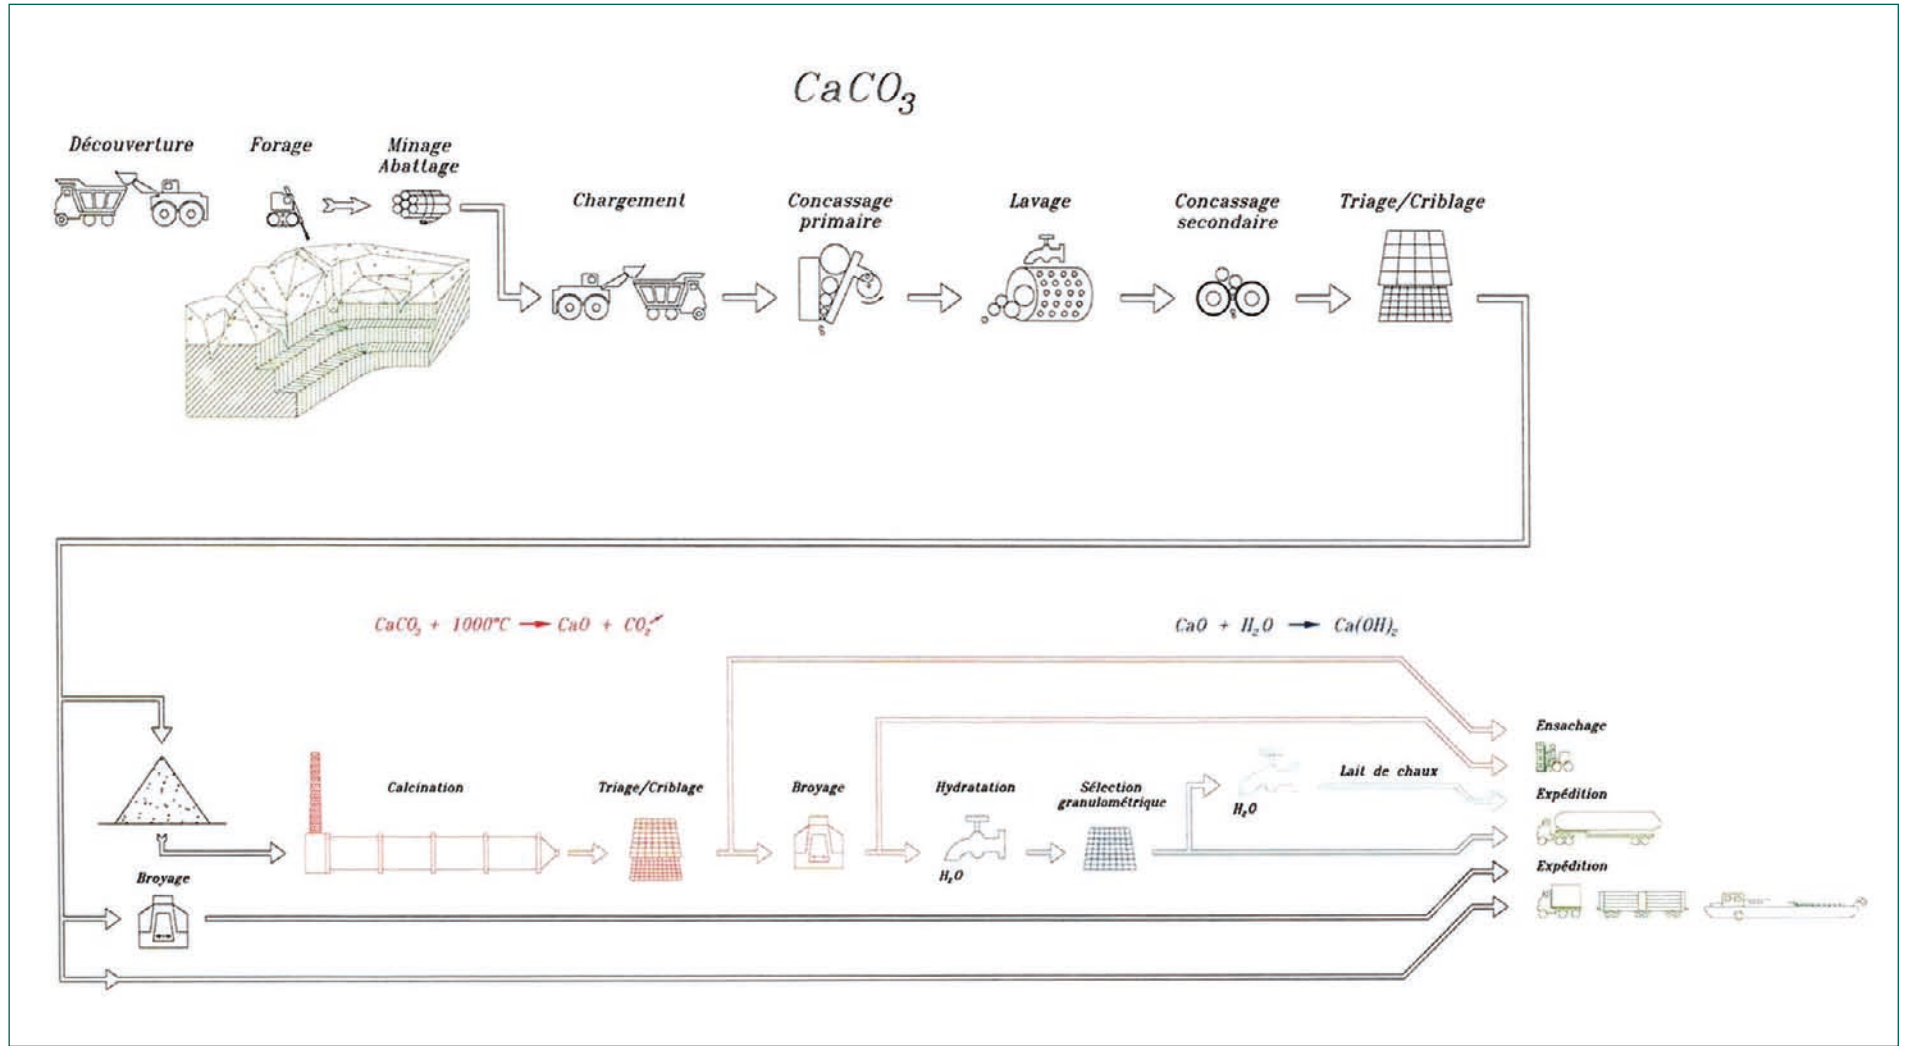 CaCO₃
Découverture
Forage
Minage
Abattage
Chargement
Concassage
primaire
Lavage
Concassage
secondaire
Triage/Criblage
CaCO₃ + 1000°C → CaO + CO₂↗
CaO + H₂O → Ca(OH)₂
Ensachage
Calcination
Triage/Criblage
Broyage
Hydratation
Sélection
granulométrique
H₂O
Lait de chaux
Expédition
H₂O
Broyage
Expédition